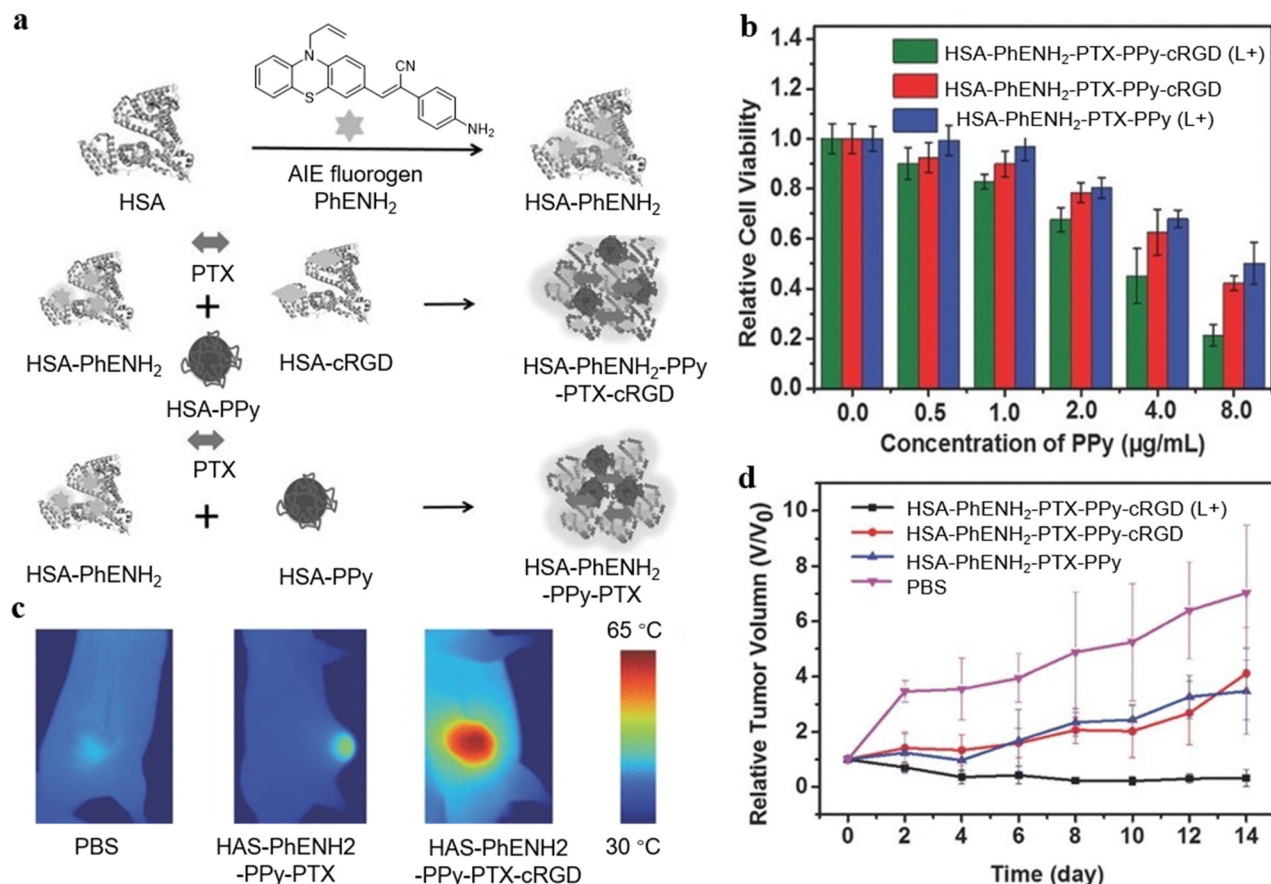 a
N
S
CN
NH₂
HSA
AIE fluorogen
PhENH₂
HSA-PhENH₂
PTX
+
HSA-PhENH₂
HSA-cRGD
HSA-PPy
HSA-PhENH₂-PPy
-PTX-cRGD
PTX
+
HSA-PhENH₂
HSA-PPy
HSA-PhENH₂
-PPy-PTX
b
Relative Cell Viability
1.4
1.2
1.0
0.8
0.6
0.4
0.2
0.0
HSA-PhENH₂-PTX-PPy-cRGD (L+)
HSA-PhENH₂-PTX-PPy-cRGD
HSA-PhENH₂-PTX-PPy (L+)
0.0 0.5 1.0 2.0 4.0 8.0
Concentration of PPy (µg/mL)
c
65 °C
30 °C
PBS
HAS-PhENH2
-PPy-PTX
HAS-PhENH2
-PPy-PTX-cRGD
d
Relative Tumor Volumn (V/V₀)
10
8
6
4
2
0
HSA-PhENH₂-PTX-PPy-cRGD (L+)
HSA-PhENH₂-PTX-PPy-cRGD
HSA-PhENH₂-PTX-PPy
PBS
0 2 4 6 8 10 12 14
Time (day)